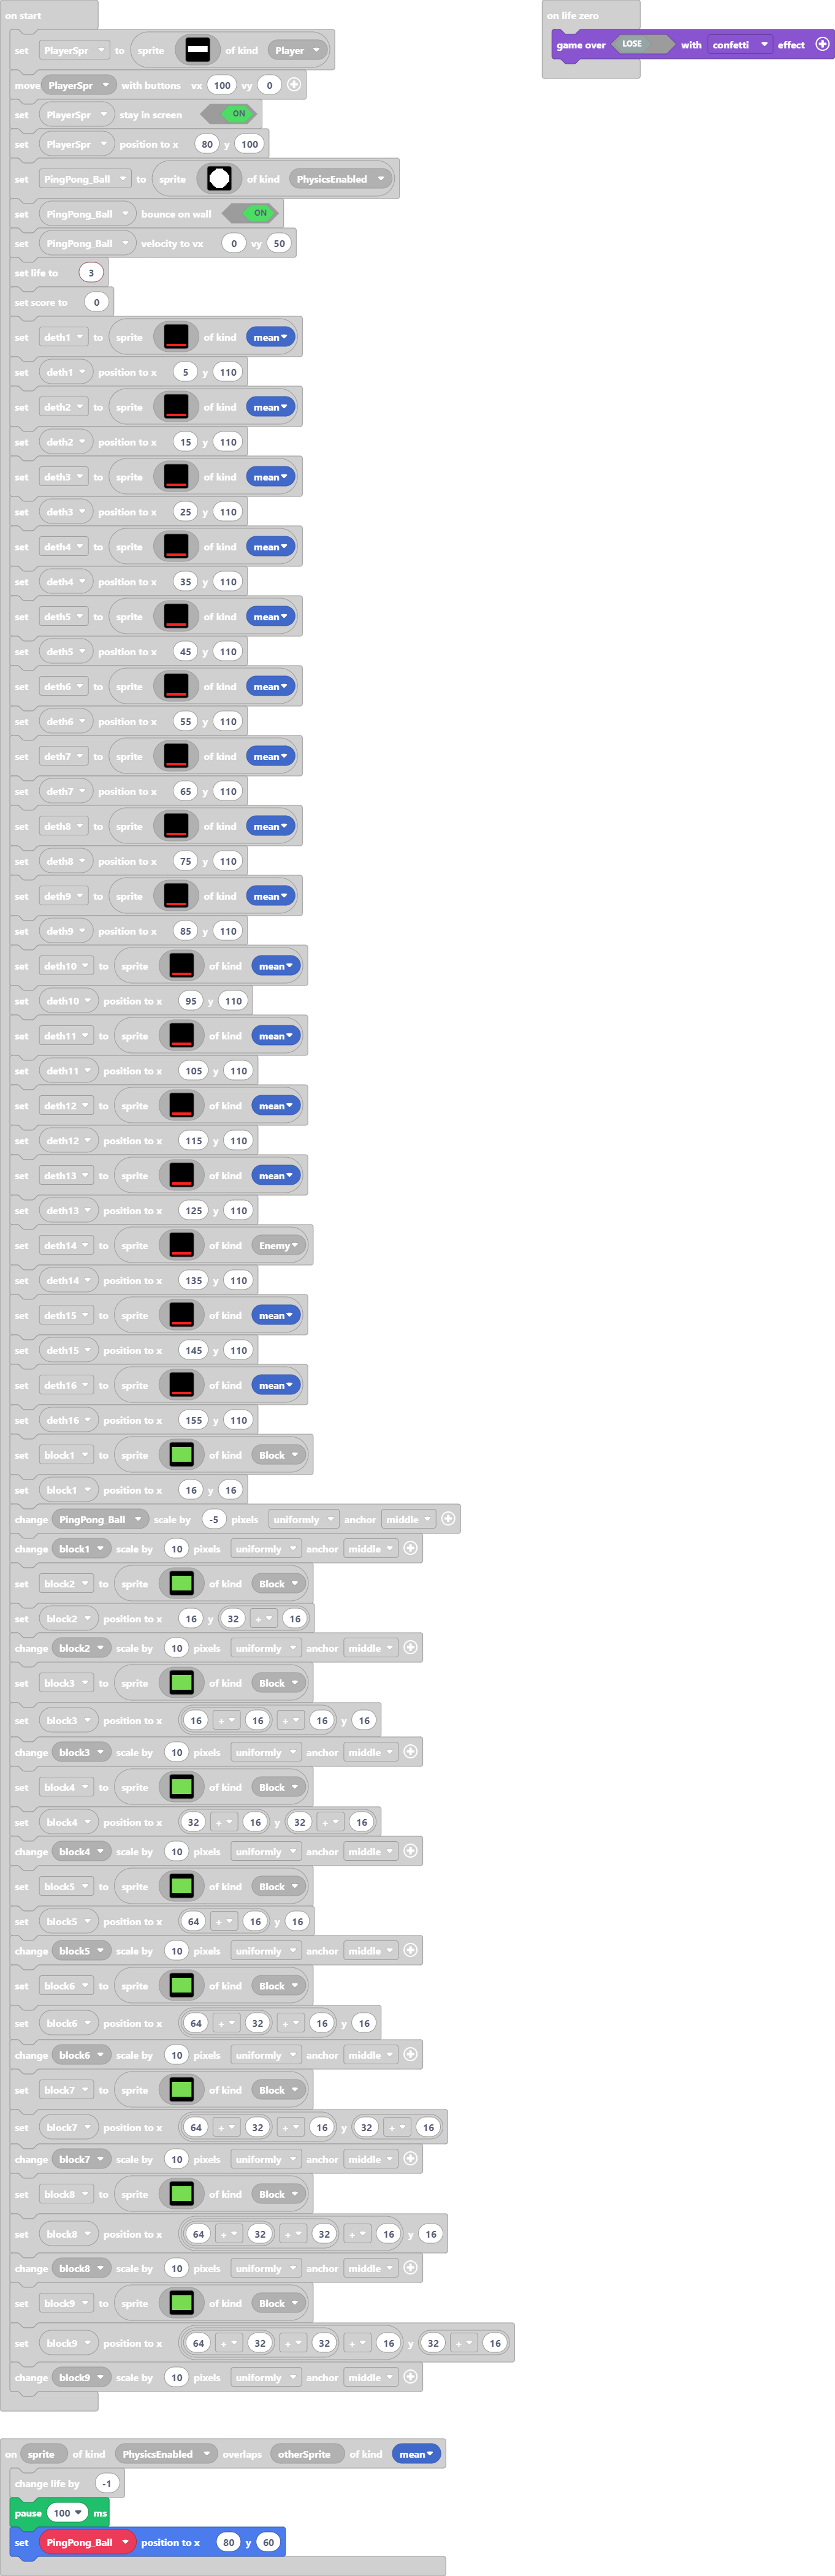 on start
set PlayerSpr to sprite of kind Player
move PlayerSpr with buttons vx 100 vy 0
set PlayerSpr stay in screen ON
set PlayerSpr position to x 80 y 100
set PingPong_Ball to sprite of kind PhysicsEnabled
set PingPong_Ball bounce on wall ON
set PingPong_Ball velocity to vx 0 vy 50
set life to 3
set score to 0
set deth1 to sprite of kind mean
set deth1 position to x 5 y 110
set deth2 to sprite of kind mean
set deth2 position to x 15 y 110
set deth3 to sprite of kind mean
set deth3 position to x 25 y 110
set deth4 to sprite of kind mean
set deth4 position to x 35 y 110
set deth5 to sprite of kind mean
set deth5 position to x 45 y 110
set deth6 to sprite of kind mean
set deth6 position to x 55 y 110
set deth7 to sprite of kind mean
set deth7 position to x 65 y 110
set deth8 to sprite of kind mean
set deth8 position to x 75 y 110
set deth9 to sprite of kind mean
set deth9 position to x 85 y 110
set deth10 to sprite of kind mean
set deth10 position to x 95 y 110
set deth11 to sprite of kind mean
set deth11 position to x 105 y 110
set deth12 to sprite of kind mean
set deth12 position to x 115 y 110
set deth13 to sprite of kind mean
set deth13 position to x 125 y 110
set deth14 to sprite of kind Enemy
set deth14 position to x 135 y 110
set deth15 to sprite of kind mean
set deth15 position to x 145 y 110
set deth16 to sprite of kind mean
set deth16 position to x 155 y 110
set block1 to sprite of kind Block
set block1 position to x 16 y 16
change PingPong_Ball scale by -5 pixels uniformly anchor middle
change block1 scale by 10 pixels uniformly anchor middle
set block2 to sprite of kind Block
set block2 position to x 16 y 32 + 16
change block2 scale by 10 pixels uniformly anchor middle
set block3 to sprite of kind Block
set block3 position to x 16 + 16 + 16 y 16
change block3 scale by 10 pixels uniformly anchor middle
set block4 to sprite of kind Block
set block4 position to x 32 + 16 y 32 + 16
change block4 scale by 10 pixels uniformly anchor middle
set block5 to sprite of kind Block
set block5 position to x 64 + 16 y 16
change block5 scale by 10 pixels uniformly anchor middle
set block6 to sprite of kind Block
set block6 position to x 64 + 32 + 16 y 16
change block6 scale by 10 pixels uniformly anchor middle
set block7 to sprite of kind Block
set block7 position to x 64 + 32 + 16 y 32 + 16
change block7 scale by 10 pixels uniformly anchor middle
set block8 to sprite of kind Block
set block8 position to x 64 + 32 + 32 + 16 y 16
change block8 scale by 10 pixels uniformly anchor middle
set block9 to sprite of kind Block
set block9 position to x 64 + 32 + 32 + 16 y 32 + 16
change block9 scale by 10 pixels uniformly anchor middle
on sprite of kind PhysicsEnabled overlaps otherSprite of kind mean
change life by -1
pause 100 ms
set PingPong_Ball position to x 80 y 60
on life zero
game over LOSE with confetti effect